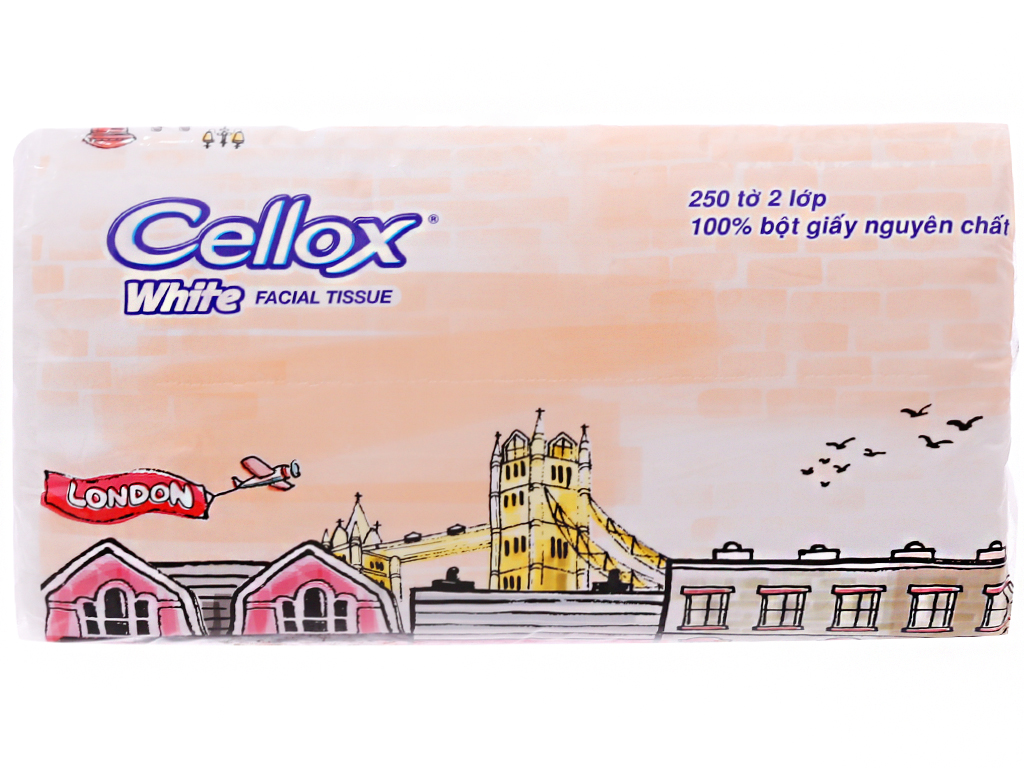 Cellox®
White FACIAL TISSUE
250 tờ 2 lớp
100% bột giấy nguyên chất
LONDON